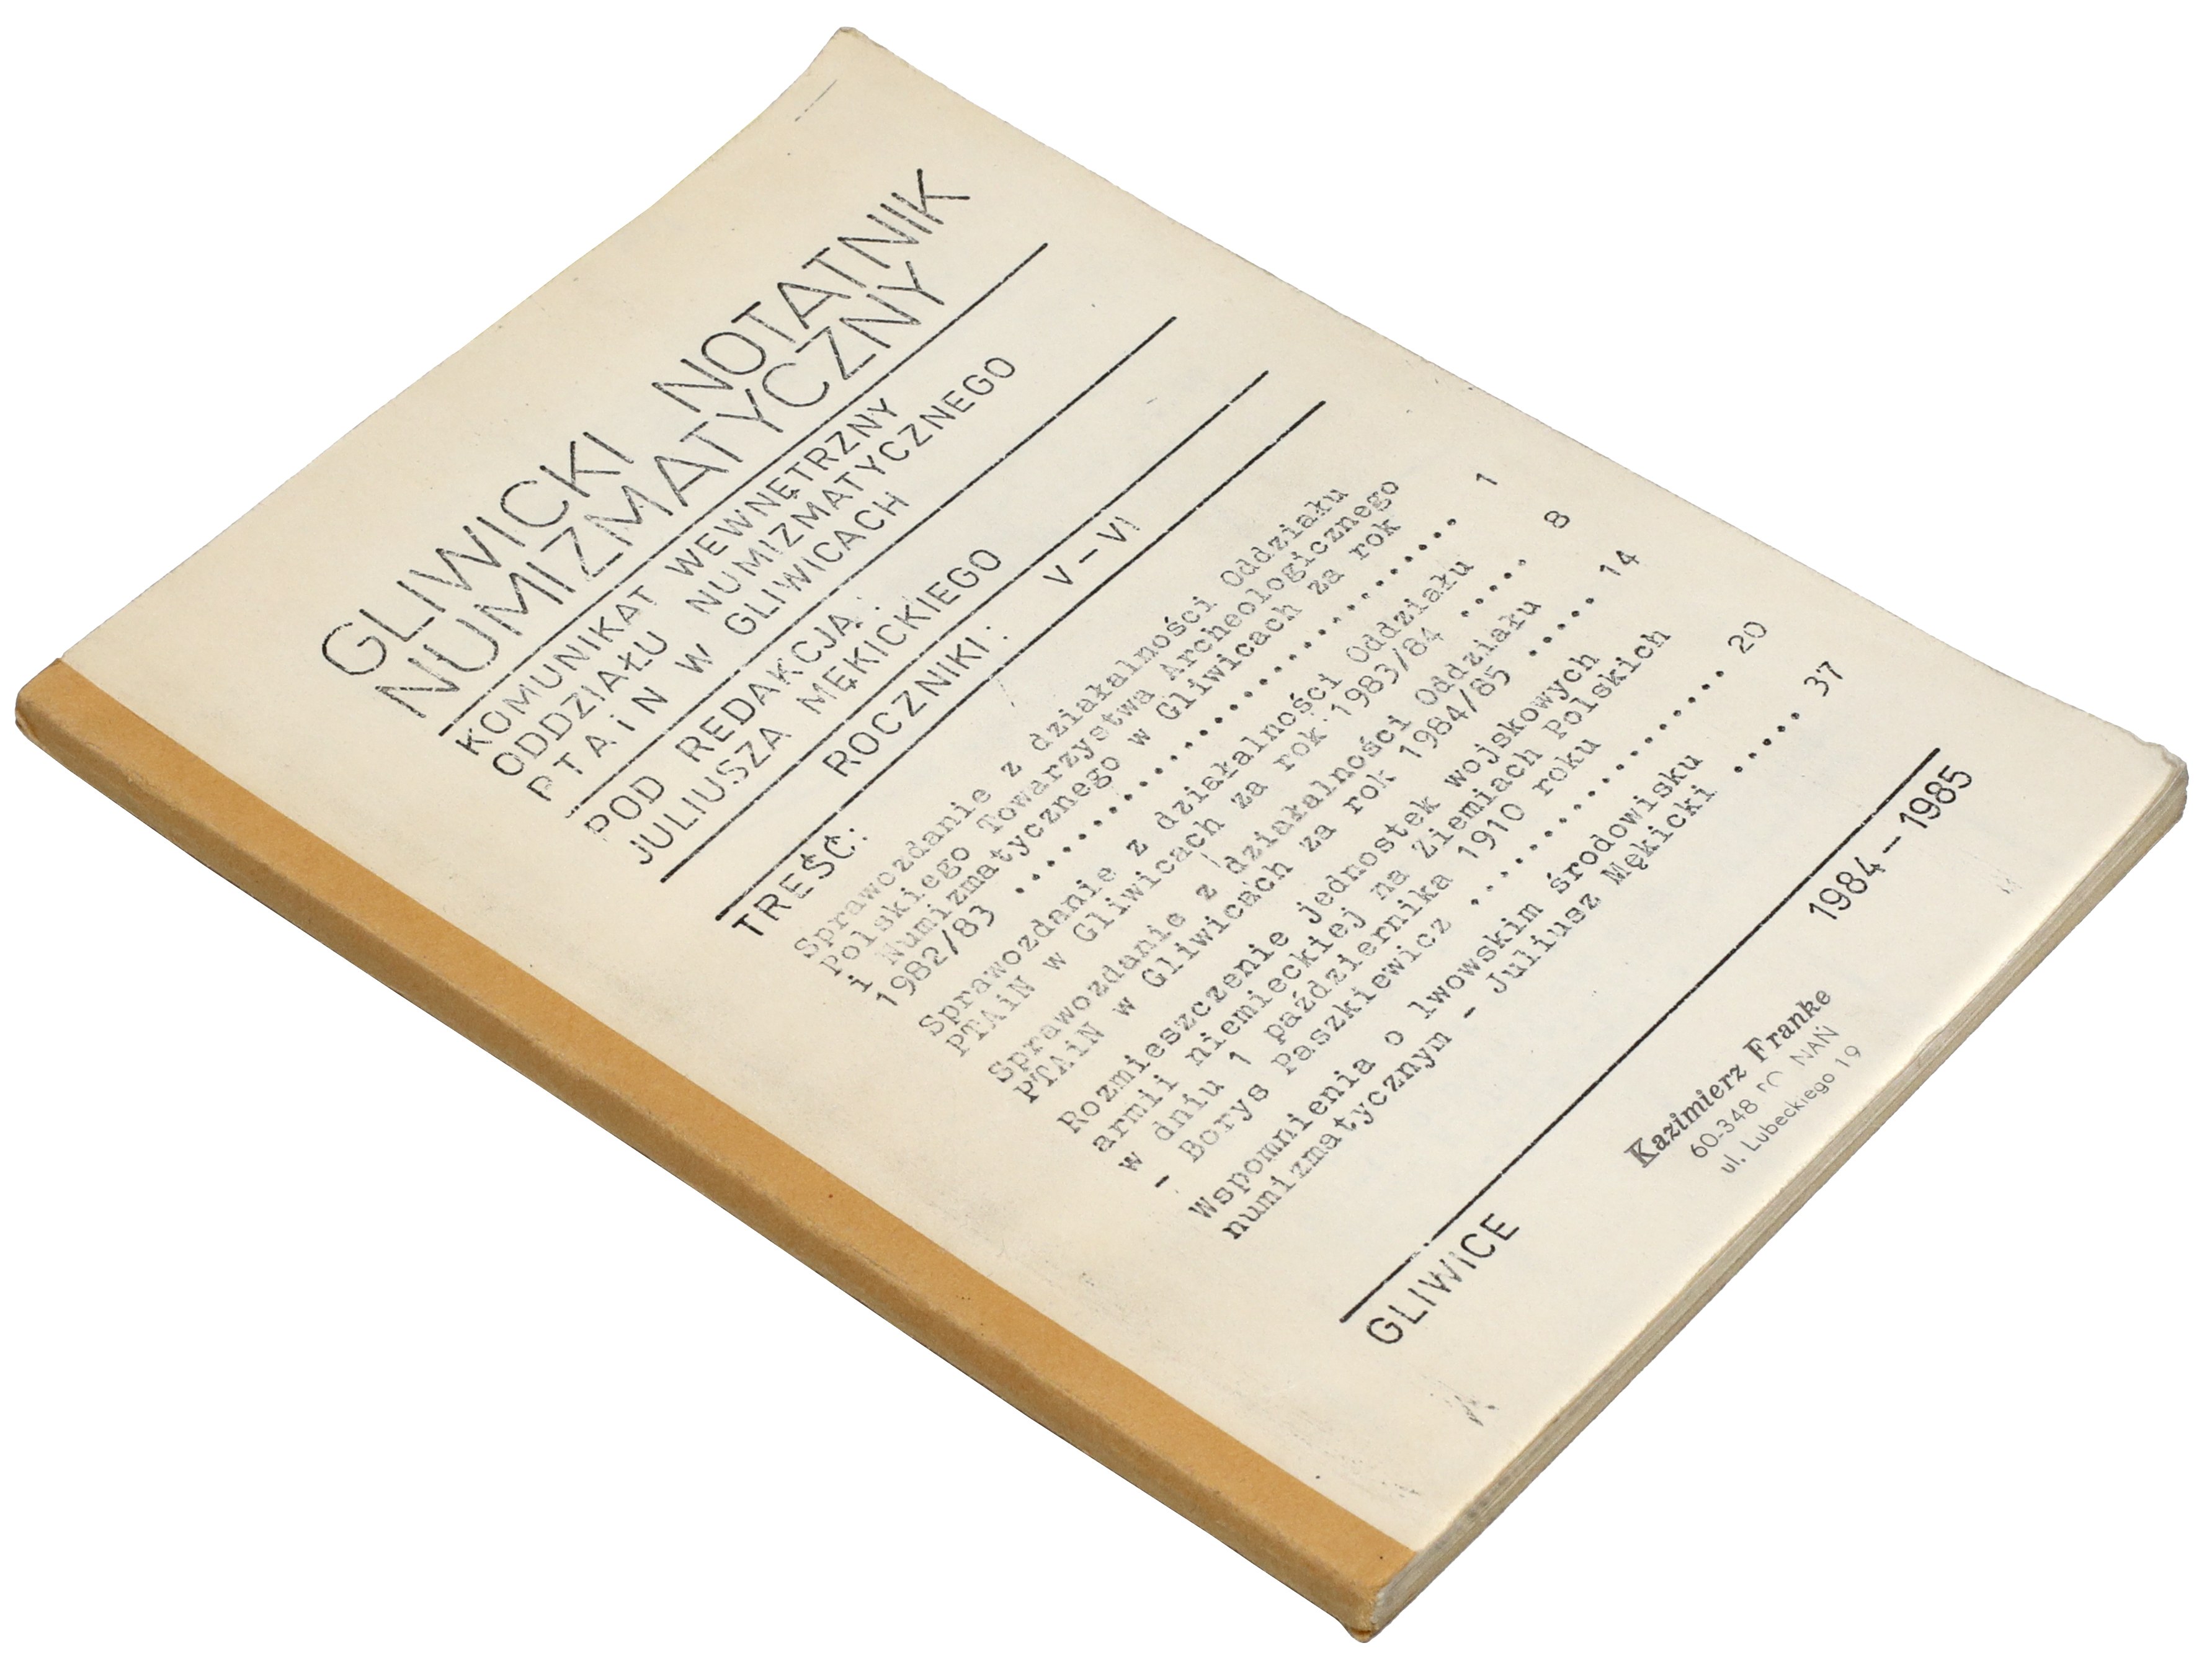 GLIWICKI NOTATNIK
NUMIZMATYCZNY
KOMUNIKAT WEWNĘTRZNY
ODDZIAŁU NUMIZMATYCZNEGO
PTAiN W GLIWICACH
POD REDAKCJĄ:
JULIUSZA MĘKICKIEGO
ROCZNIKI: V-VI
TREŚĆ:
Sprawozdanie z działalności Oddziału
Polskiego Towarzystwa Archeologicznego
i Numizmatycznego w Gliwicach za rok
1982/83 .............................. 1
Sprawozdanie z działalności Oddziału
PTAiN w Gliwicach za rok 1983/84 ..... 8
Sprawozdanie z działalności Oddziału
PTAiN w Gliwicach za rok 1984/85 ..... 14
Rozmieszczenie jednostek wojskowych
armii niemieckiej na Ziemiach Polskich
w dniu 1 października 1910 roku
- Borys Paszkiewicz .................. 20
Wspomnienia o lwowskim środowisku
numizmatycznym - Juliusz Mękicki ..... 37
GLIWICE 1984-1985
Kazimierz Franke
60-348 PO NAŃ
ul. Lubeckiego 19